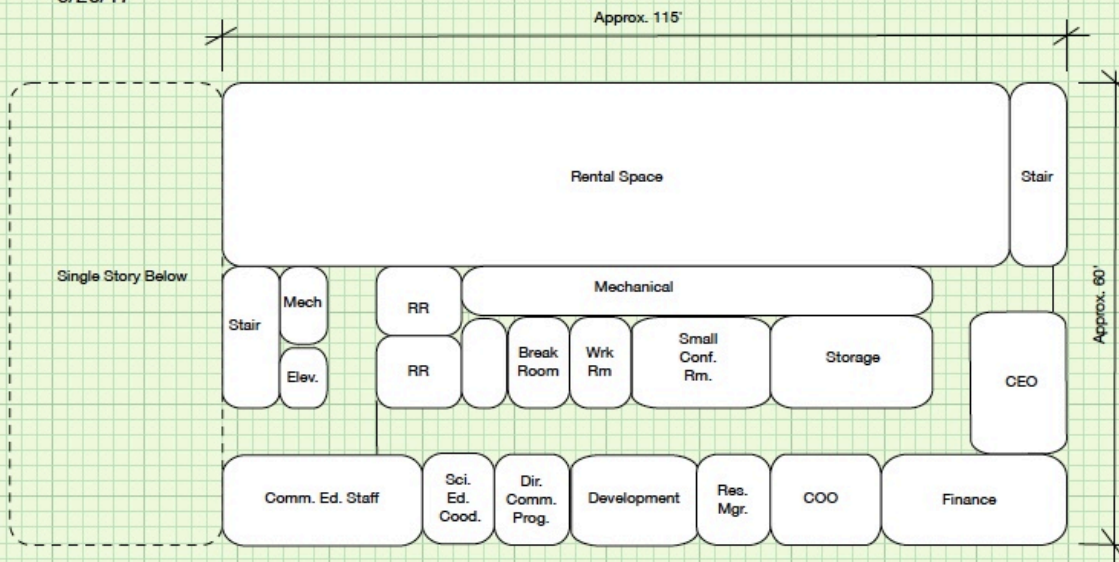 Approx. 115'
Rental Space
Stair
Single Story Below
Mech
RR
Mechanical
Approx. 60'
Stair
Small
Conf.
Rm.
Break
Room
Wrk
Rm
Storage
Elev.
RR
CEO
Comm. Ed. Staff
Sci.
Ed.
Cood.
Dir.
Comm.
Prog.
Development
Res.
Mgr.
COO
Finance